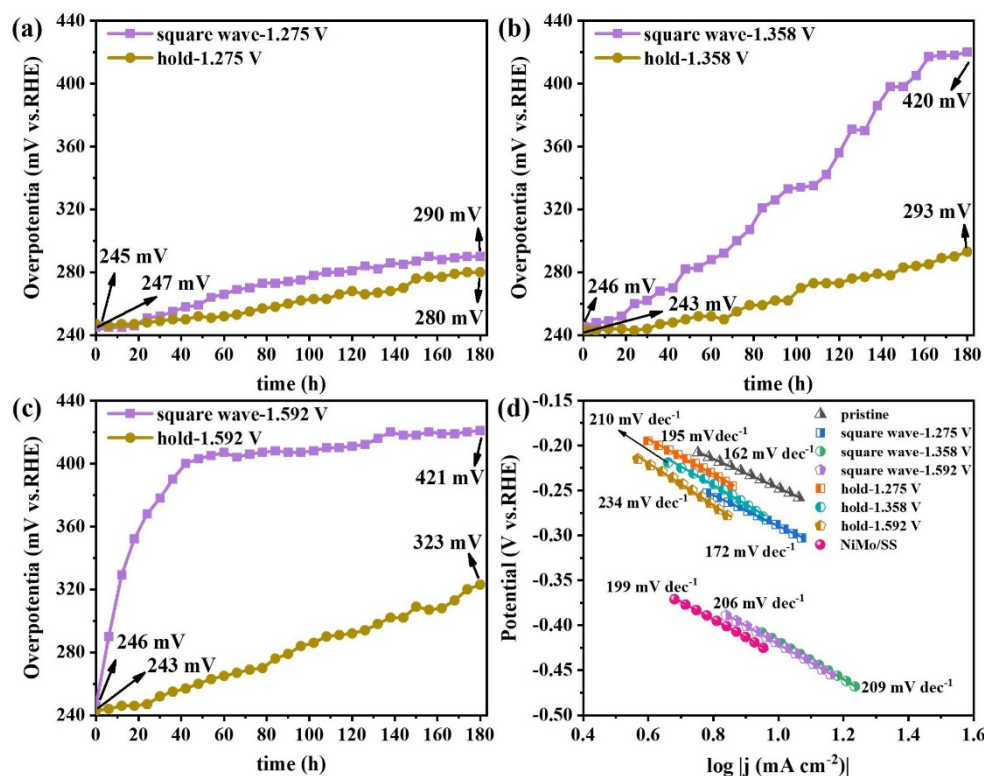 (a)
square wave-1.275 V
hold-1.275 V
Overpotentia (mV vs.RHE)
440
400
360
320
280
240
245 mV
247 mV
290 mV
280 mV
0 20 40 60 80 100 120 140 160 180
time (h)
(b)
square wave-1.358 V
hold-1.358 V
Overpotentia (mV vs.RHE)
440
400
360
320
280
240
246 mV
243 mV
420 mV
293 mV
0 20 40 60 80 100 120 140 160 180
time (h)
(c)
square wave-1.592 V
hold-1.592 V
Overpotentia (mV vs.RHE)
440
400
360
320
280
240
246 mV
243 mV
421 mV
323 mV
0 20 40 60 80 100 120 140 160 180
time (h)
(d)
Potential (V vs.RHE)
-0.15
-0.20
-0.25
-0.30
-0.35
-0.40
-0.45
-0.50
210 mV dec⁻¹
195 mV dec⁻¹
162 mV dec⁻¹
234 mV dec⁻¹
172 mV dec⁻¹
199 mV dec⁻¹
206 mV dec⁻¹
209 mV dec⁻¹
pristine
square wave-1.275 V
square wave-1.358 V
square wave-1.592 V
hold-1.275 V
hold-1.358 V
hold-1.592 V
NiMo/SS
0.4 0.6 0.8 1.0 1.2 1.4 1.6
log |j (mA cm⁻²)|